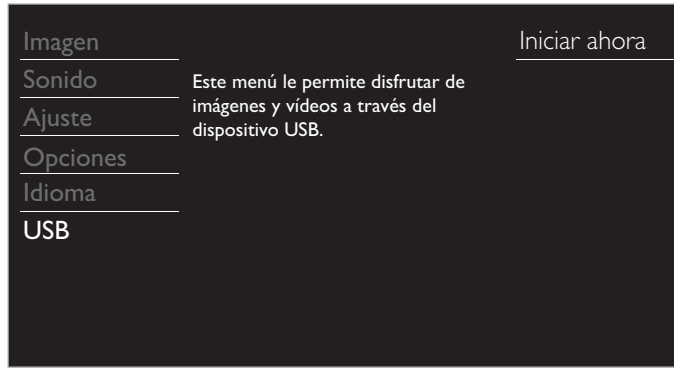 Imagen
Sonido
Ajuste
Opciones
Idioma
USB
Este menú le permite disfrutar de
imágenes y vídeos a través del
dispositivo USB.
Iniciar ahora